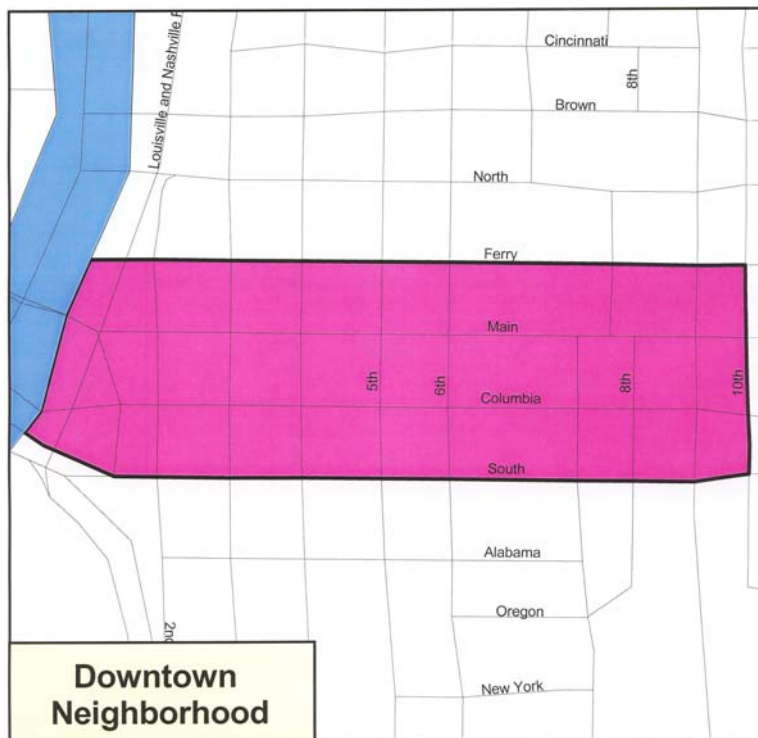 Cincinnati
8th
Brown
Louisville and Nashville
North
Ferry
Main
5th
6th
8th
10th
Columbia
South
Alabama
Oregon
New York
Downtown
Neighborhood